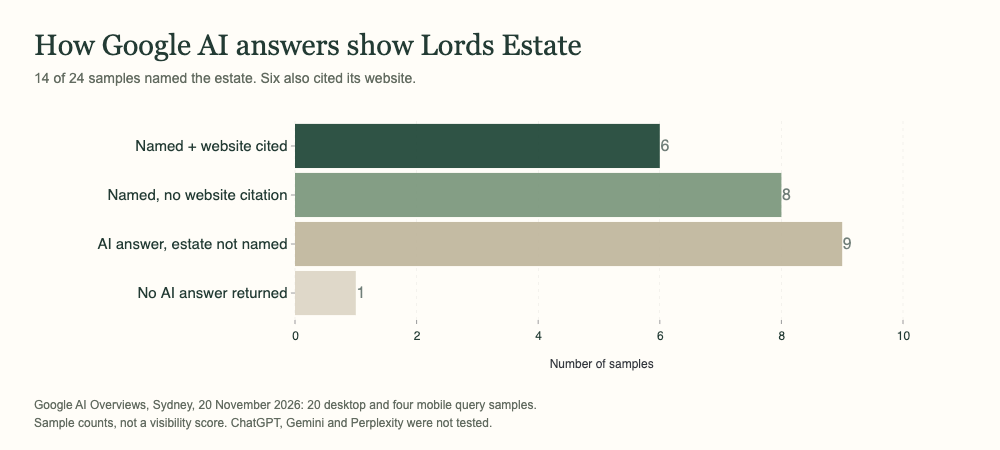 How Google AI answers show Lords Estate
14 of 24 samples named the estate. Six also cited its website.
Named + website cited
6
Named, no website citation
8
AI answer, estate not named
9
No AI answer returned
1
0 2 4 6 8 10
Number of samples
Google AI Overviews, Sydney, 20 November 2026: 20 desktop and four mobile query samples.
Sample counts, not a visibility score. ChatGPT, Gemini and Perplexity were not tested.